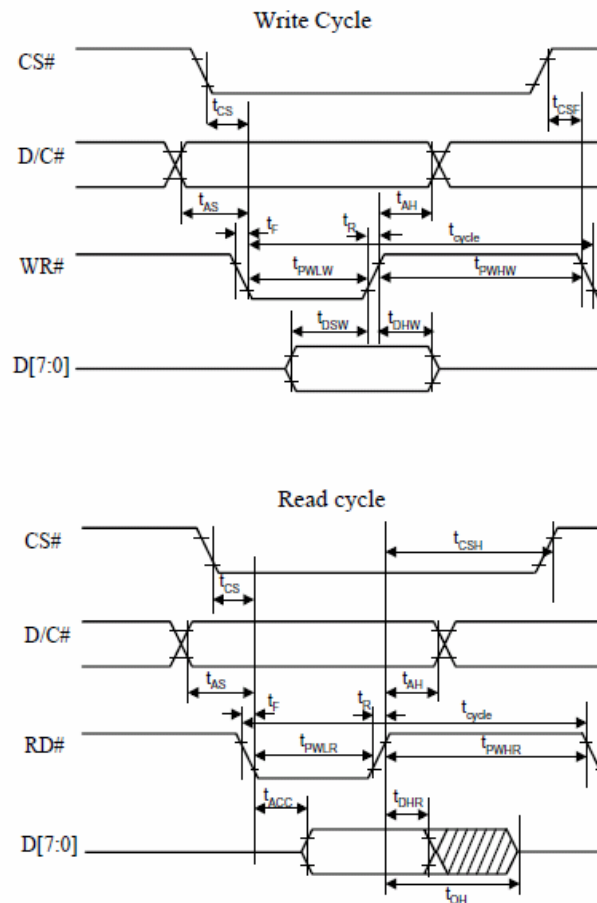 Write Cycle
CS#
tCS
tCSF
D/C#
tAS
tF
tR
tAH
tcycle
WR#
tPWLW
tPWHW
tDSW
tDHW
D[7:0]
Read cycle
CS#
tCSH
tCS
D/C#
tAS
tF
tR
tAH
tcycle
RD#
tPWLR
tPWHR
tACC
tDHR
D[7:0]
tOH